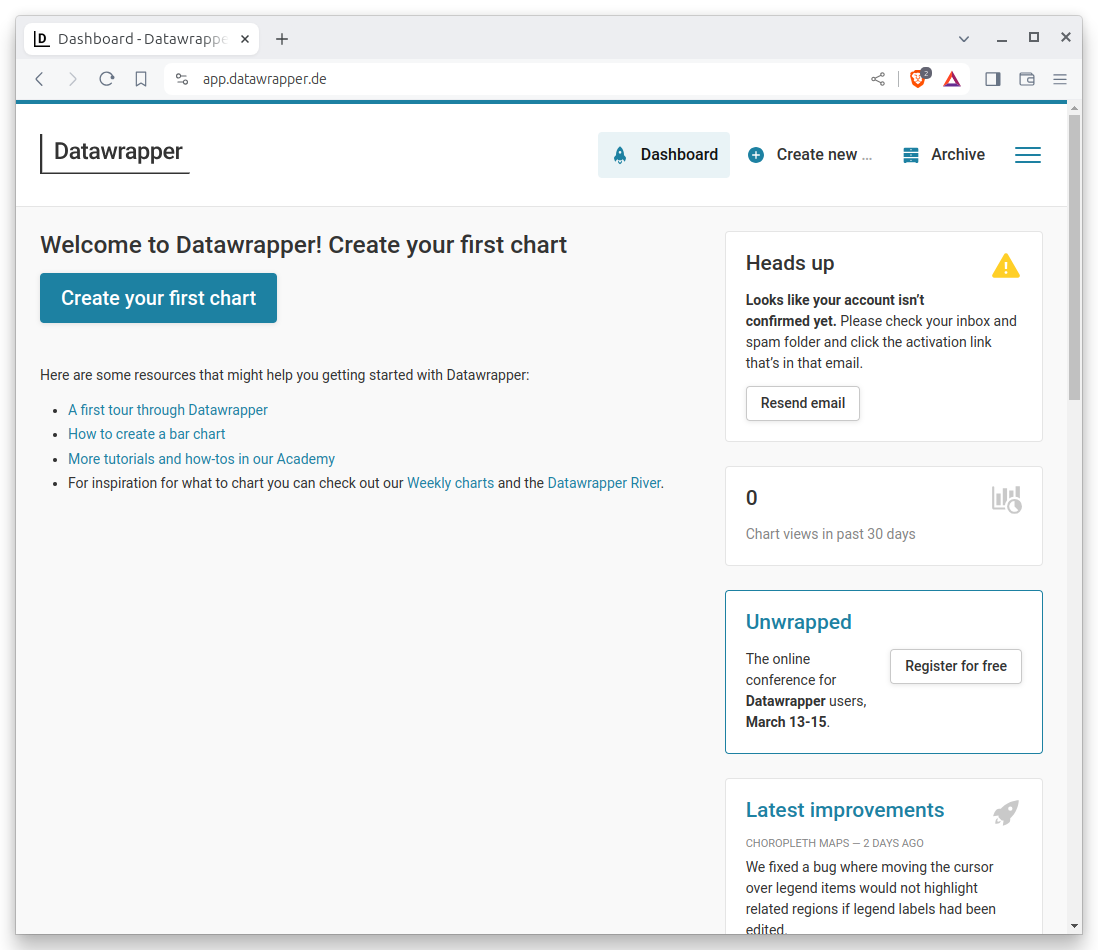 Dashboard - Datawrappe
app.datawrapper.de
2
Datawrapper
Dashboard
Create new ...
Archive
Welcome to Datawrapper! Create your first chart
Create your first chart
Here are some resources that might help you getting started with Datawrapper:
A first tour through Datawrapper
How to create a bar chart
More tutorials and how-tos in our Academy
For inspiration for what to chart you can check out our Weekly charts and the Datawrapper River.
Heads up
Looks like your account isn’t
confirmed yet. Please check your inbox and
spam folder and click the activation link
that’s in that email.
Resend email
0
Chart views in past 30 days
Unwrapped
The online
conference for
Datawrapper users,
March 13-15.
Register for free
Latest improvements
CHOROPLETH MAPS — 2 DAYS AGO
We fixed a bug where moving the cursor
over legend items would not highlight
related regions if legend labels had been
edited.